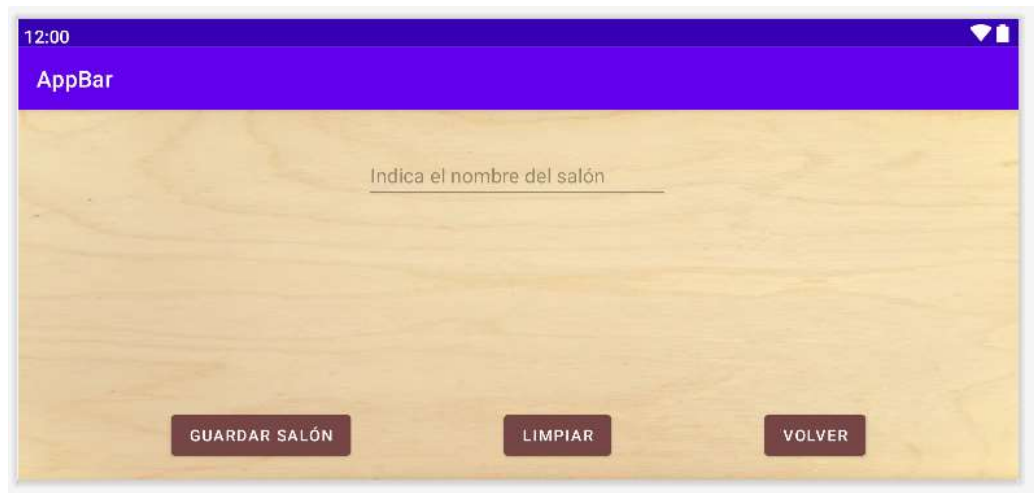 12:00
AppBar
Indica el nombre del salón
GUARDAR SALÓN LIMPIAR VOLVER